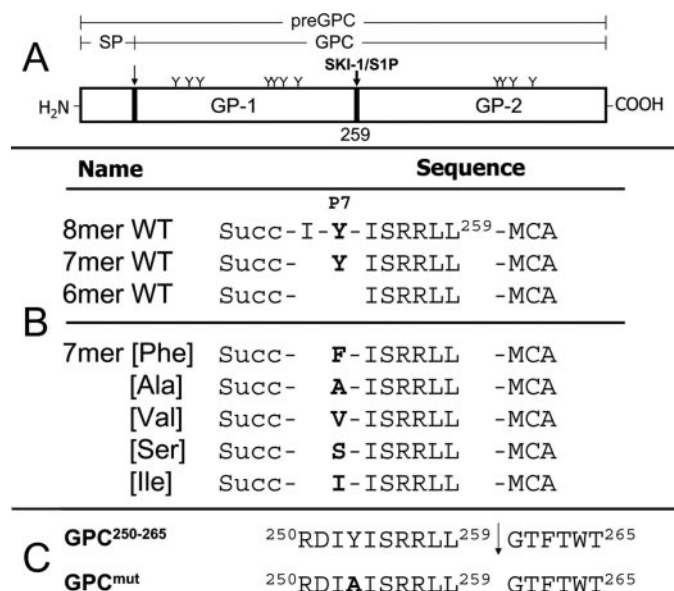 preGPC
SP GPC
A SKI-1/S1P
Y YY YYY Y YYY Y
H₂N GP-1 GP-2 COOH
259
Name Sequence
P7
8mer WT Succ-I-Y-ISRRLL²⁵⁹-MCA
7mer WT Succ- Y-ISRRLL -MCA
6mer WT Succ- ISRRLL -MCA
B
7mer [Phe] Succ- F-ISRRLL -MCA
[Ala] Succ- A-ISRRLL -MCA
[Val] Succ- V-ISRRLL -MCA
[Ser] Succ- S-ISRRLL -MCA
[Ile] Succ- I-ISRRLL -MCA
C GPC²⁵⁰⁻²⁶⁵ ²⁵⁰RDIYISRRLL²⁵⁹ ↓GTFTWT²⁶⁵
GPCᵐᵘᵗ ²⁵⁰RDIAISRRLL²⁵⁹ GTFTWT²⁶⁵